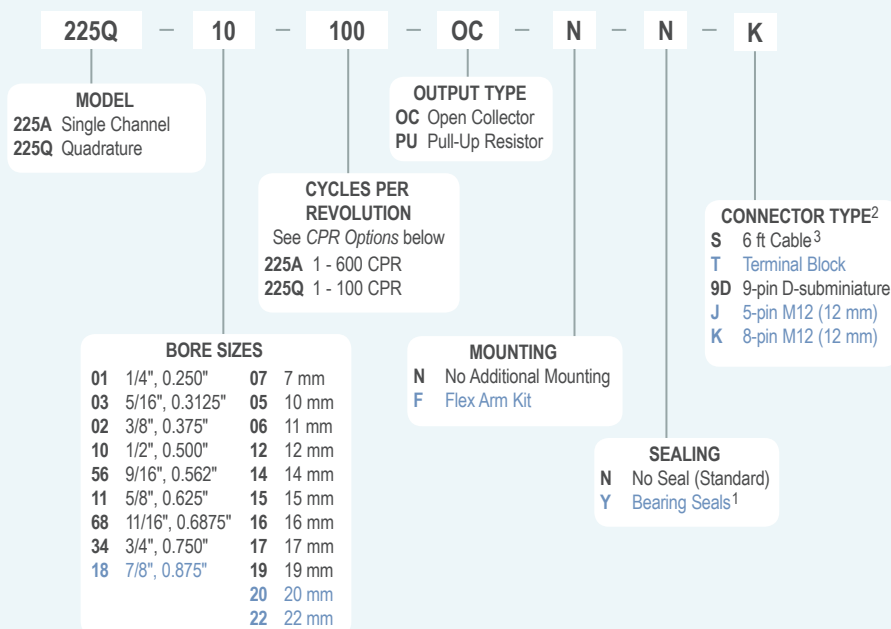 225Q – 10 – 100 – OC – N – N – K
MODEL
225A Single Channel
225Q Quadrature
OUTPUT TYPE
OC Open Collector
PU Pull-Up Resistor
CYCLES PER
REVOLUTION
See CPR Options below
225A 1 - 600 CPR
225Q 1 - 100 CPR
CONNECTOR TYPE2
S 6 ft Cable3
T Terminal Block
9D 9-pin D-subminiature
J 5-pin M12 (12 mm)
K 8-pin M12 (12 mm)
BORE SIZES
01 1/4", 0.250" 07 7 mm
03 5/16", 0.3125" 05 10 mm
02 3/8", 0.375" 06 11 mm
10 1/2", 0.500" 12 12 mm
56 9/16", 0.562" 14 14 mm
11 5/8", 0.625" 15 15 mm
68 11/16", 0.6875" 16 16 mm
34 3/4", 0.750" 17 17 mm
18 7/8", 0.875" 19 19 mm
20 20 mm
22 22 mm
MOUNTING
N No Additional Mounting
F Flex Arm Kit
SEALING
N No Seal (Standard)
Y Bearing Seals1